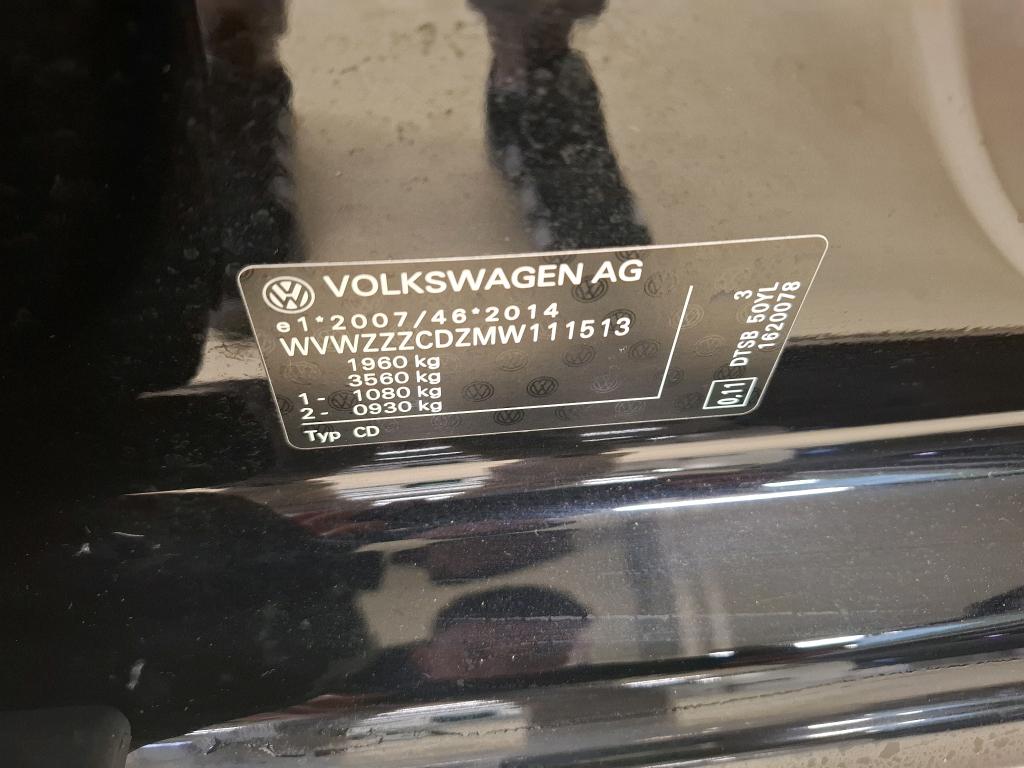 VOLKSWAGEN AG
e1*2007/46*2014
WVWZZZCDZMW111513
1960 kg
3560 kg
1 - 1080 kg
2 - 0930 kg
Typ CD
0,11
DTSB 50YL 3
1620078